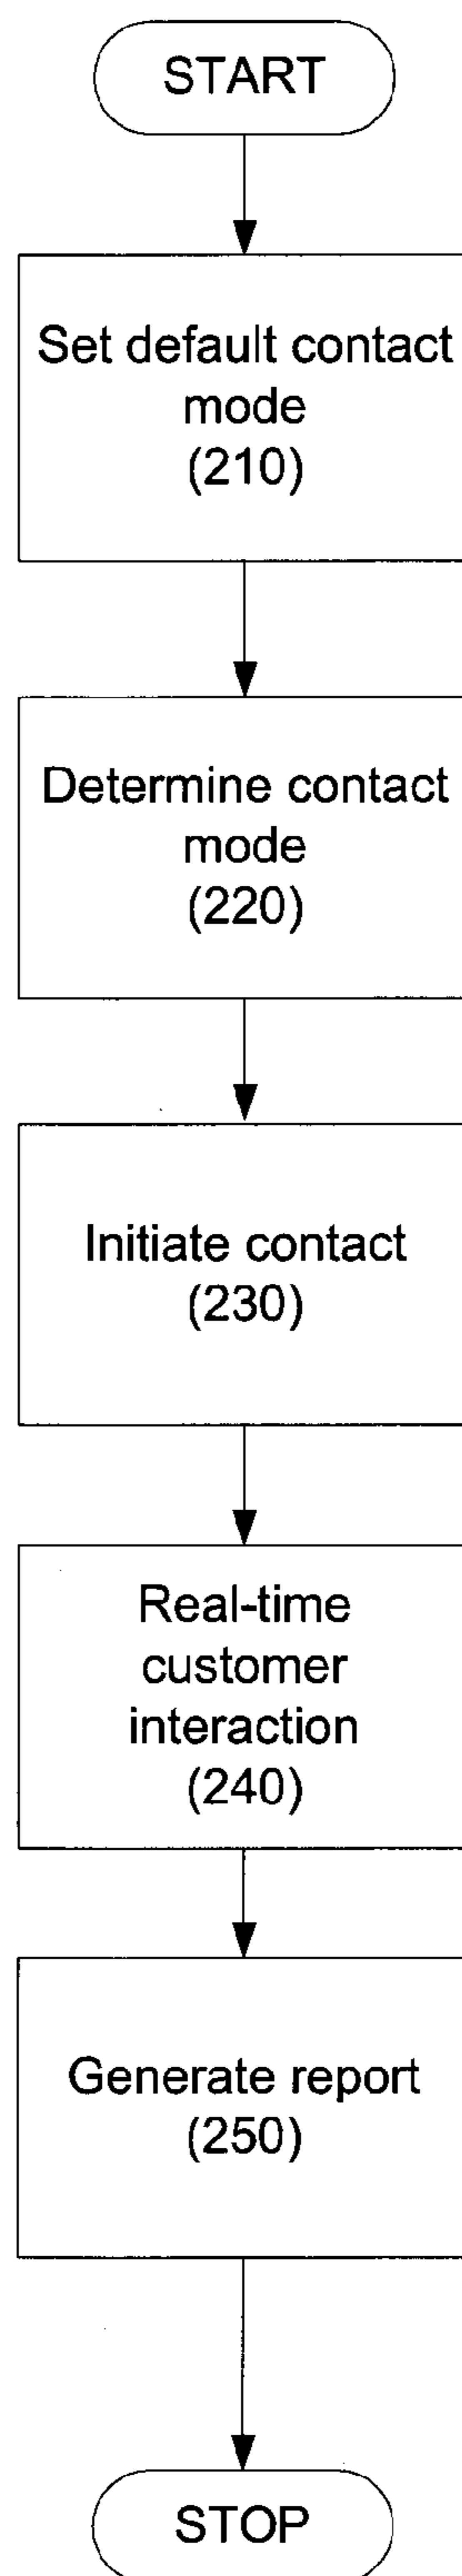 START
Set default contact
mode
(210)
Determine contact
mode
(220)
Initiate contact
(230)
Real-time
customer
interaction
(240)
Generate report
(250)
STOP